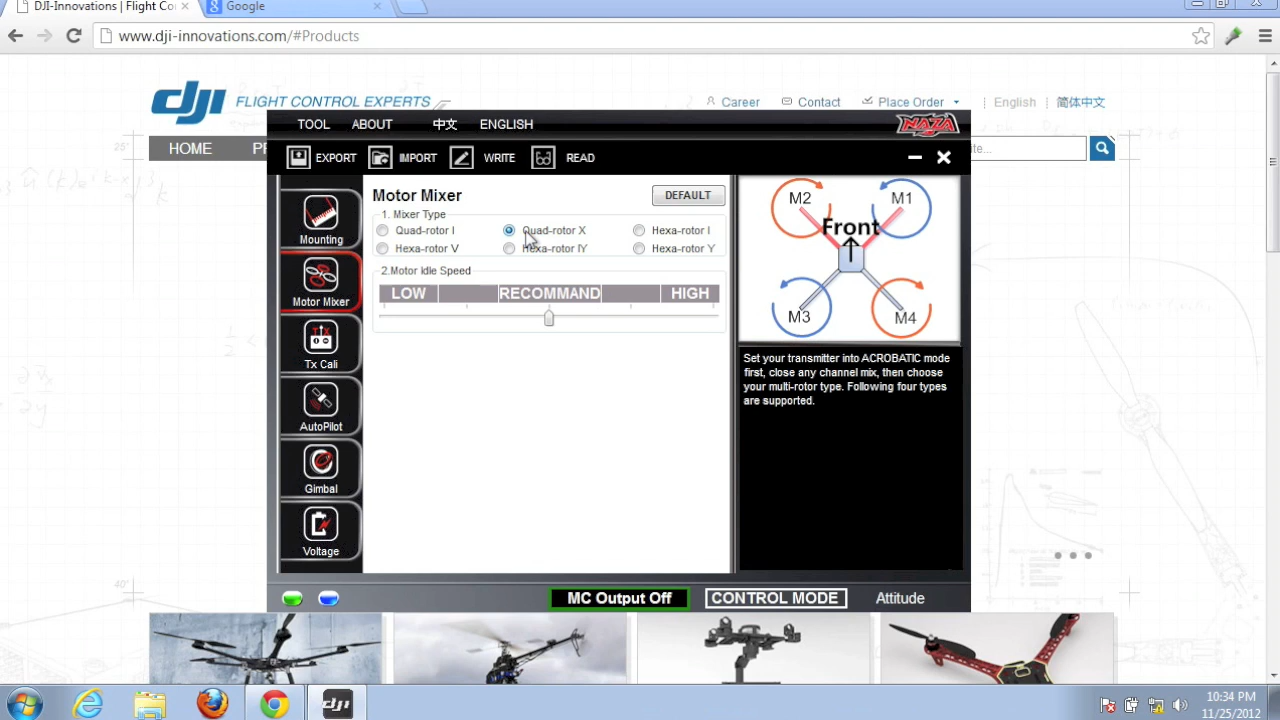 DJI-Innovations | Flight Co
Google
www.dji-innovations.com/#Products
dji FLIGHT CONTROL EXPERTS
Career
Contact
Place Order
English
简体中文
HOME
TOOL
ABOUT
中文
ENGLISH
NAZA
EXPORT
IMPORT
WRITE
READ
Mounting
Motor Mixer
Tx Cali
AutoPilot
Gimbal
Voltage
Motor Mixer
DEFAULT
1. Mixer Type
Quad-rotor I
Quad-rotor X
Hexa-rotor I
Hexa-rotor V
Hexa-rotor IY
Hexa-rotor Y
2.Motor Idle Speed
LOW
RECOMMAND
HIGH
M2
M1
Front
M3
M4
Set your transmitter into ACROBATIC mode
first, close any channel mix, then choose
your multi-rotor type. Following four types
are supported.
MC Output Off
CONTROL MODE
Attitude
dji
10:34 PM
11/25/2012